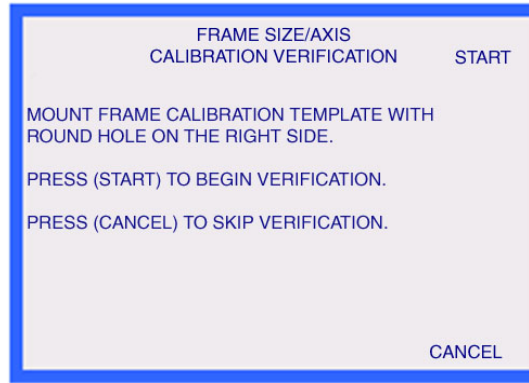 FRAME SIZE/AXIS
CALIBRATION VERIFICATION
START
MOUNT FRAME CALIBRATION TEMPLATE WITH
ROUND HOLE ON THE RIGHT SIDE.
PRESS (START) TO BEGIN VERIFICATION.
PRESS (CANCEL) TO SKIP VERIFICATION.
CANCEL